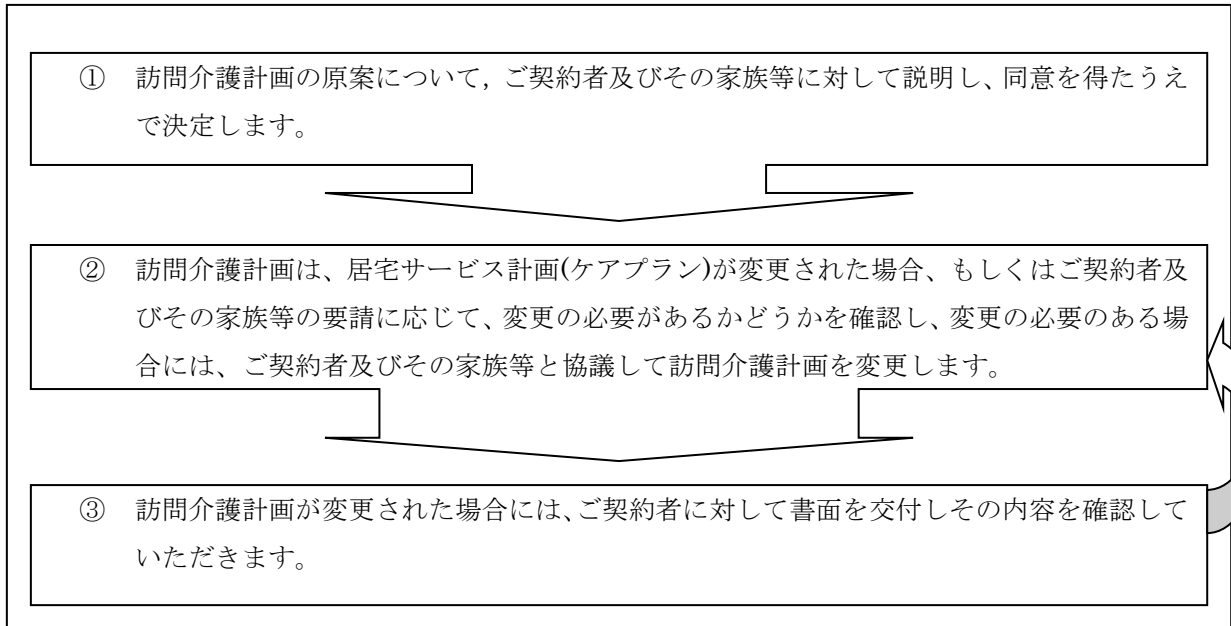 ① 訪問介護計画の原案について,ご契約者及びその家族等に対して説明し、同意を得たうえ
で決定します。
② 訪問介護計画は、居宅サービス計画(ケアプラン)が変更された場合、もしくはご契約者及
びその家族等の要請に応じて、変更の必要があるかどうかを確認し、変更の必要のある場
合には、ご契約者及びその家族等と協議して訪問介護計画を変更します。
③ 訪問介護計画が変更された場合には、ご契約者に対して書面を交付しその内容を確認して
いただきます。